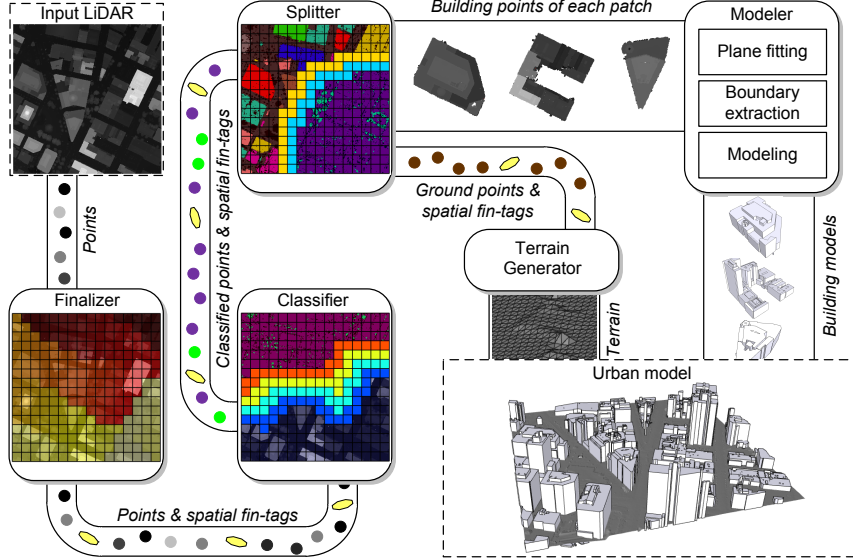 Input LiDAR
Splitter
Building points of each patch
Modeler
Plane fitting
Boundary
extraction
Modeling
Points
Classified points & spatial fin-tags
Ground points &
spatial fin-tags
Terrain
Generator
Building models
Finalizer
Classifier
Terrain
Urban model
Points & spatial fin-tags